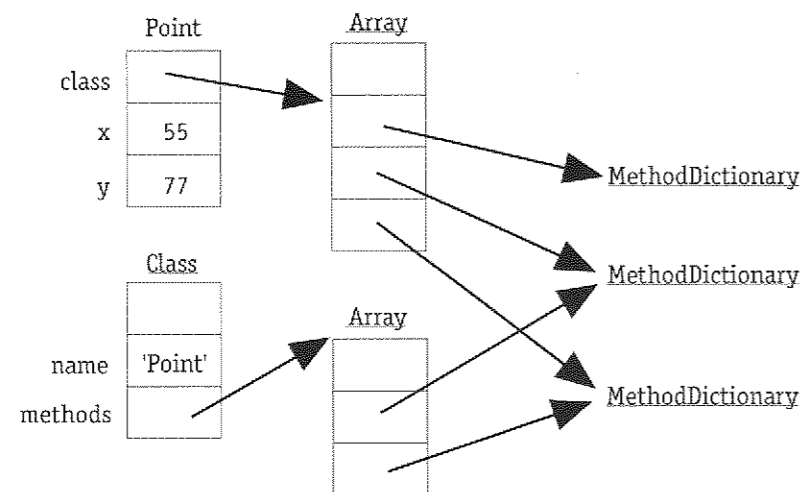 Point
Array
class
x
55
y
77
MethodDictionary
MethodDictionary
Class
Array
name
'Point'
methods
MethodDictionary